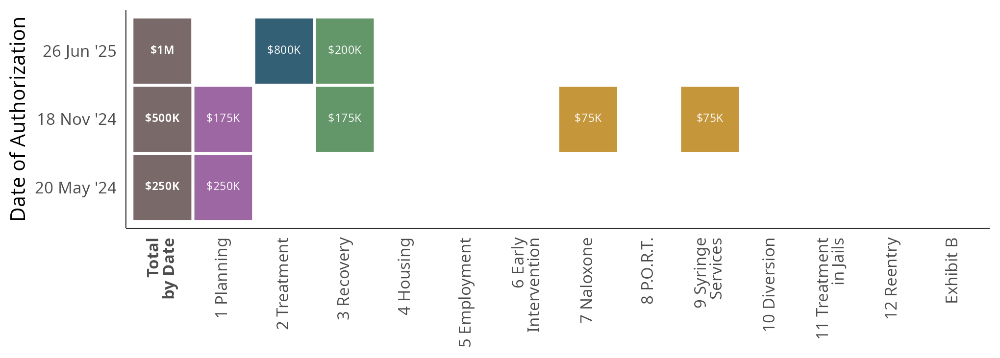 Date of Authorization
26 Jun '25
$1M
$800K
$200K
18 Nov '24
$500K
$175K
$175K
$75K
$75K
20 May '24
$250K
$250K
Total
by Date
1 Planning
2 Treatment
3 Recovery
4 Housing
5 Employment
6 Early
Intervention
7 Naloxone
8 P.O.R.T.
9 Syringe
Services
10 Diversion
11 Treatment
in Jails
12 Reentry
Exhibit B